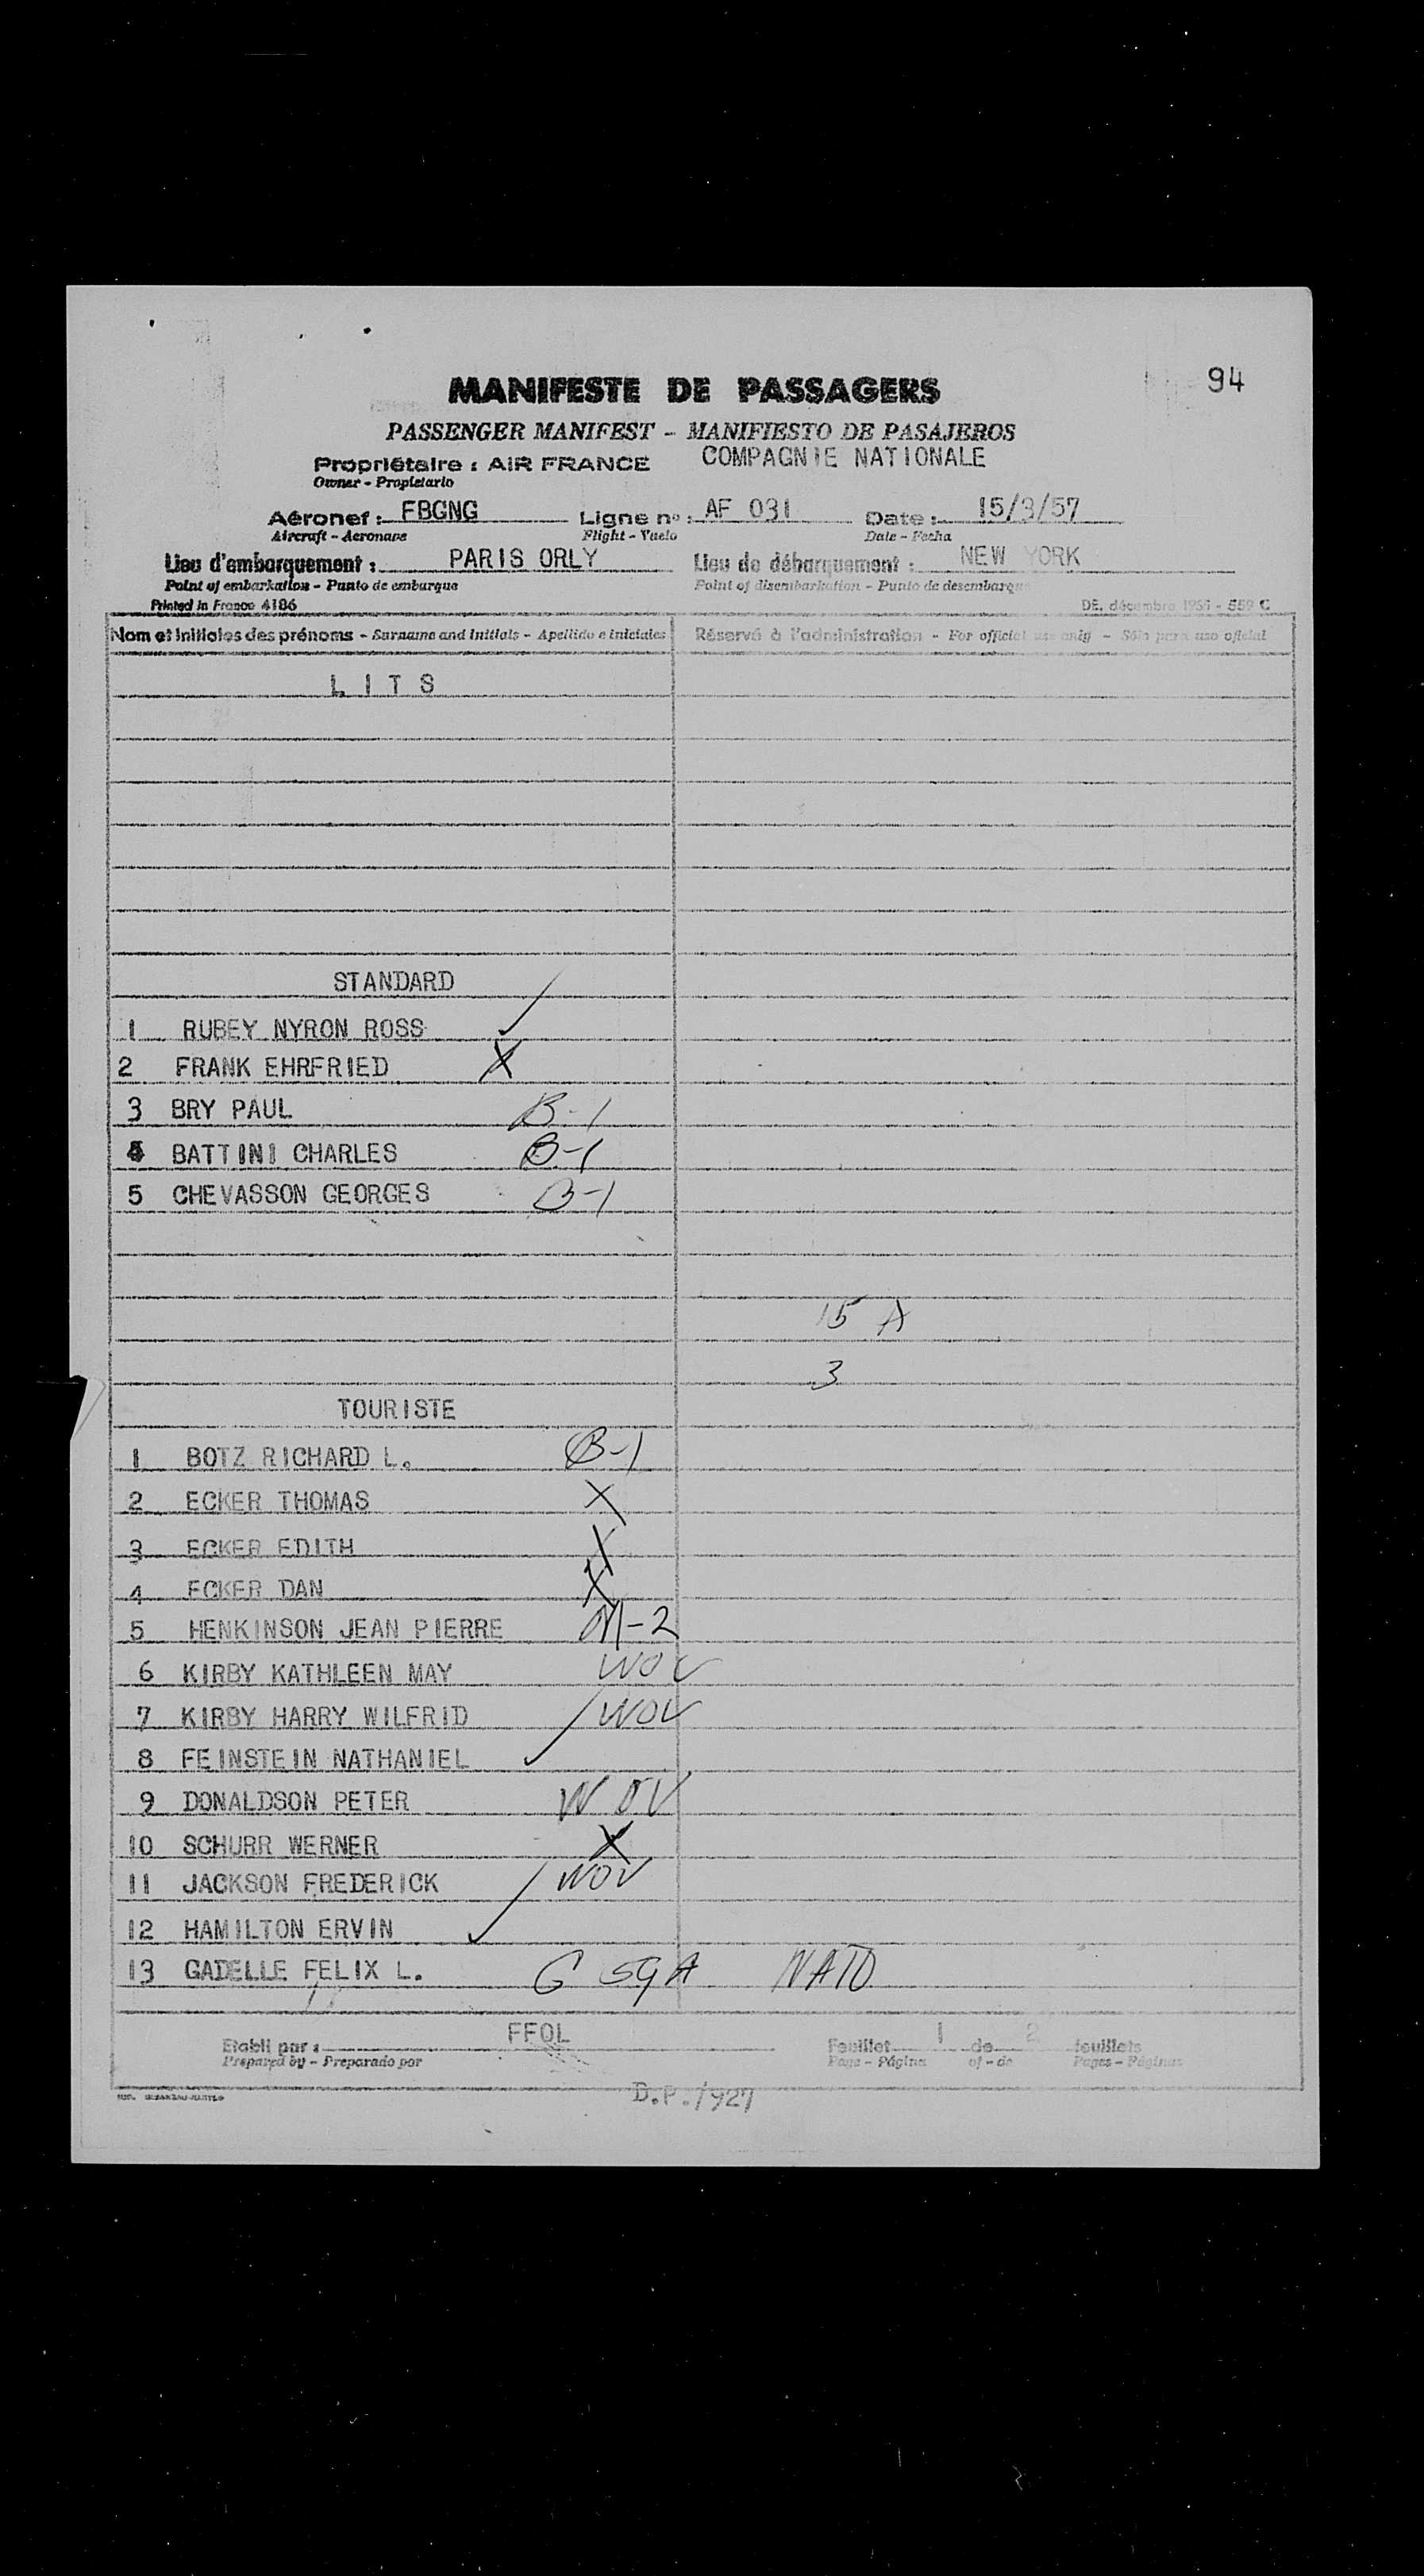 94
MANIFESTE DE PASSAGERS
PASSENGER MANIFEST - MANIFIESTO DE PASAJEROS
Propriétaire : AIR FRANCE COMPAGNIE NATIONALE
Owner - Propietario
Aéronef : FBGNG Ligne n° : AF 031 Date : 15/3/57
Aircraft - Aeronave Flight - Vuelo Date - Fecha
Lieu d'embarquement : PARIS ORLY Lieu de débarquement : NEW YORK
Point of embarkation - Punto de embarque Point of disembarkation - Punto de desembarque
Printed in France 4186 DE. décembre 1955 - 559 C
Nom et initiales des prénoms - Surname and initials - Apellido e iniciales Réservé à l'administration - For official use only - Sólo para uso oficial
LITS
STANDARD
1 RUBEY NYRON ROSS
2 FRANK EHRFRIED X
3 BRY PAUL B-1
4 BATTINI CHARLES B-1
5 CHEVASSON GEORGES B-1
15 A
3
TOURISTE
1 BOTZ RICHARD L. B-1
2 ECKER THOMAS X
3 ECKER EDITH X
4 ECKER DAN X
5 HENKINSON JEAN PIERRE M-2
6 KIRBY KATHLEEN MAY WOV
7 KIRBY HARRY WILFRID WOV
8 FEINSTEIN NATHANIEL
9 DONALDSON PETER WOV
10 SCHURR WERNER X
11 JACKSON FREDERICK WOV
12 HAMILTON ERVIN
13 GADELLE FELIX L. G 59A NATO
Etabli par : FFOL Feuillet 1 de 2 feuillets
Prepared by - Preparado por Page - Página of - de Pages - Páginas
D.P./927